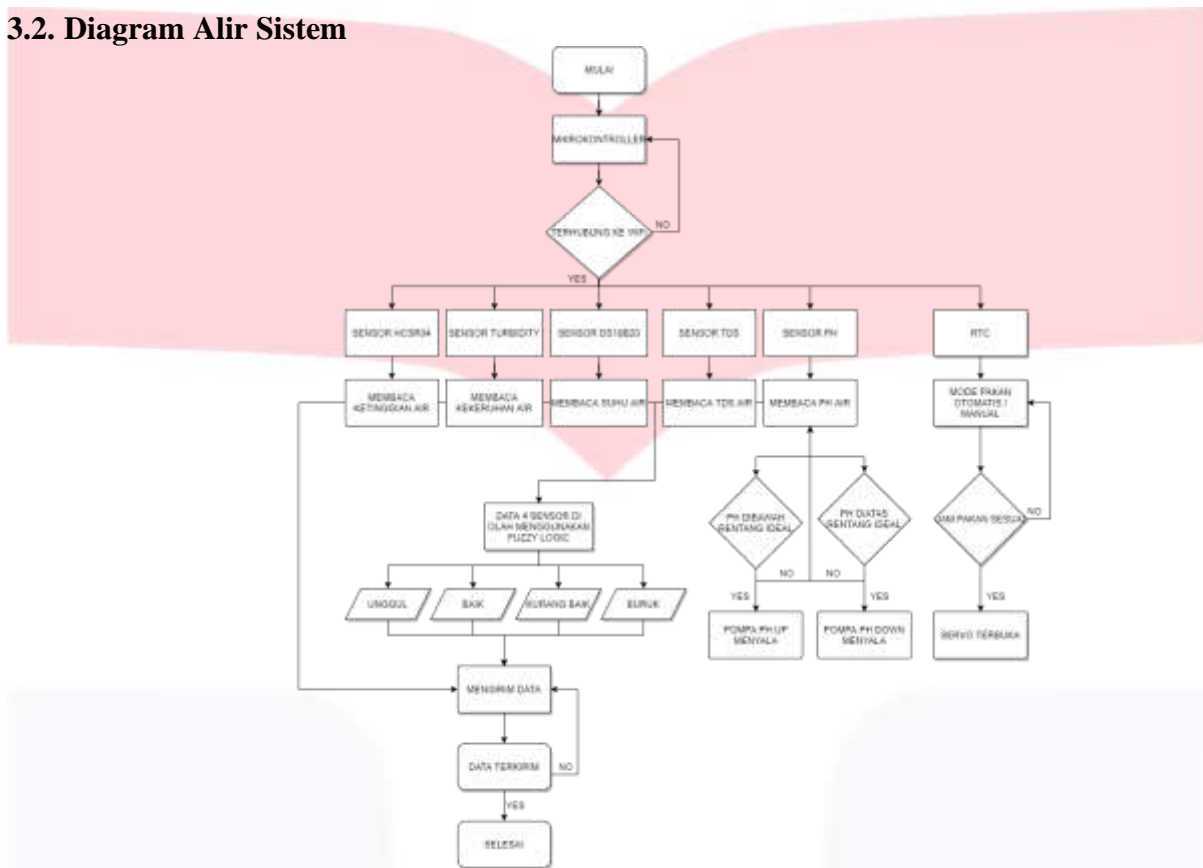 3.2. Diagram Alir Sistem
MULAI
MIKROKONTROLLER
TERHUBUNG KE WIFI
NO
YES
SENSOR HCSR04
SENSOR TURBIDITY
SENSOR DS18B20
SENSOR TDS
SENSOR PH
RTC
MEMBACA
KETINGGIAN AIR
MEMBACA
KEKERUHAN AIR
MEMBACA SUHU AIR
MEMBACA TDS AIR
MEMBACA PH AIR
MODE PAKAN
OTOMATIS /
MANUAL
DATA 4 SENSOR DI
OLAH MENGGUNAKAN
FUZZY LOGIC
PH DIBAWAH
RENTANG IDEAL
PH DIATAS
RENTANG IDEAL
JAM PAKAN SESUAI
NO
NO
NO
UNGGUL
BAIK
KURANG BAIK
BURUK
YES
YES
YES
POMPA PH UP
MENYALA
POMPA PH DOWN
MENYALA
SERVO TERBUKA
MENGIRIM DATA
DATA TERKIRIM
NO
YES
SELESAI